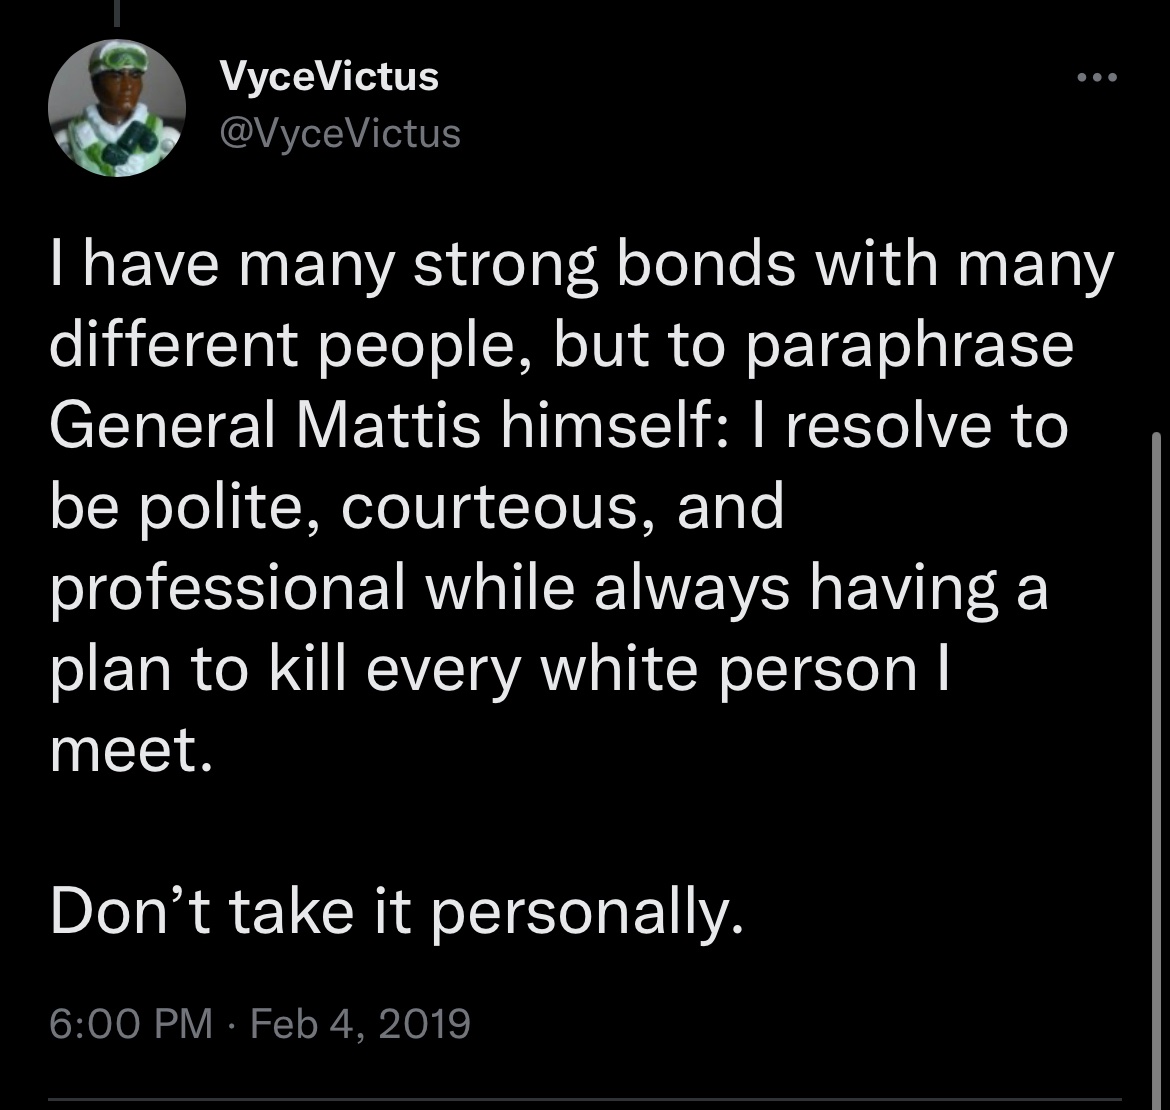 VyceVictus
@VyceVictus
I have many strong bonds with many
different people, but to paraphrase
General Mattis himself: I resolve to
be polite, courteous, and
professional while always having a
plan to kill every white person I
meet.
Don’t take it personally.
6:00 PM · Feb 4, 2019